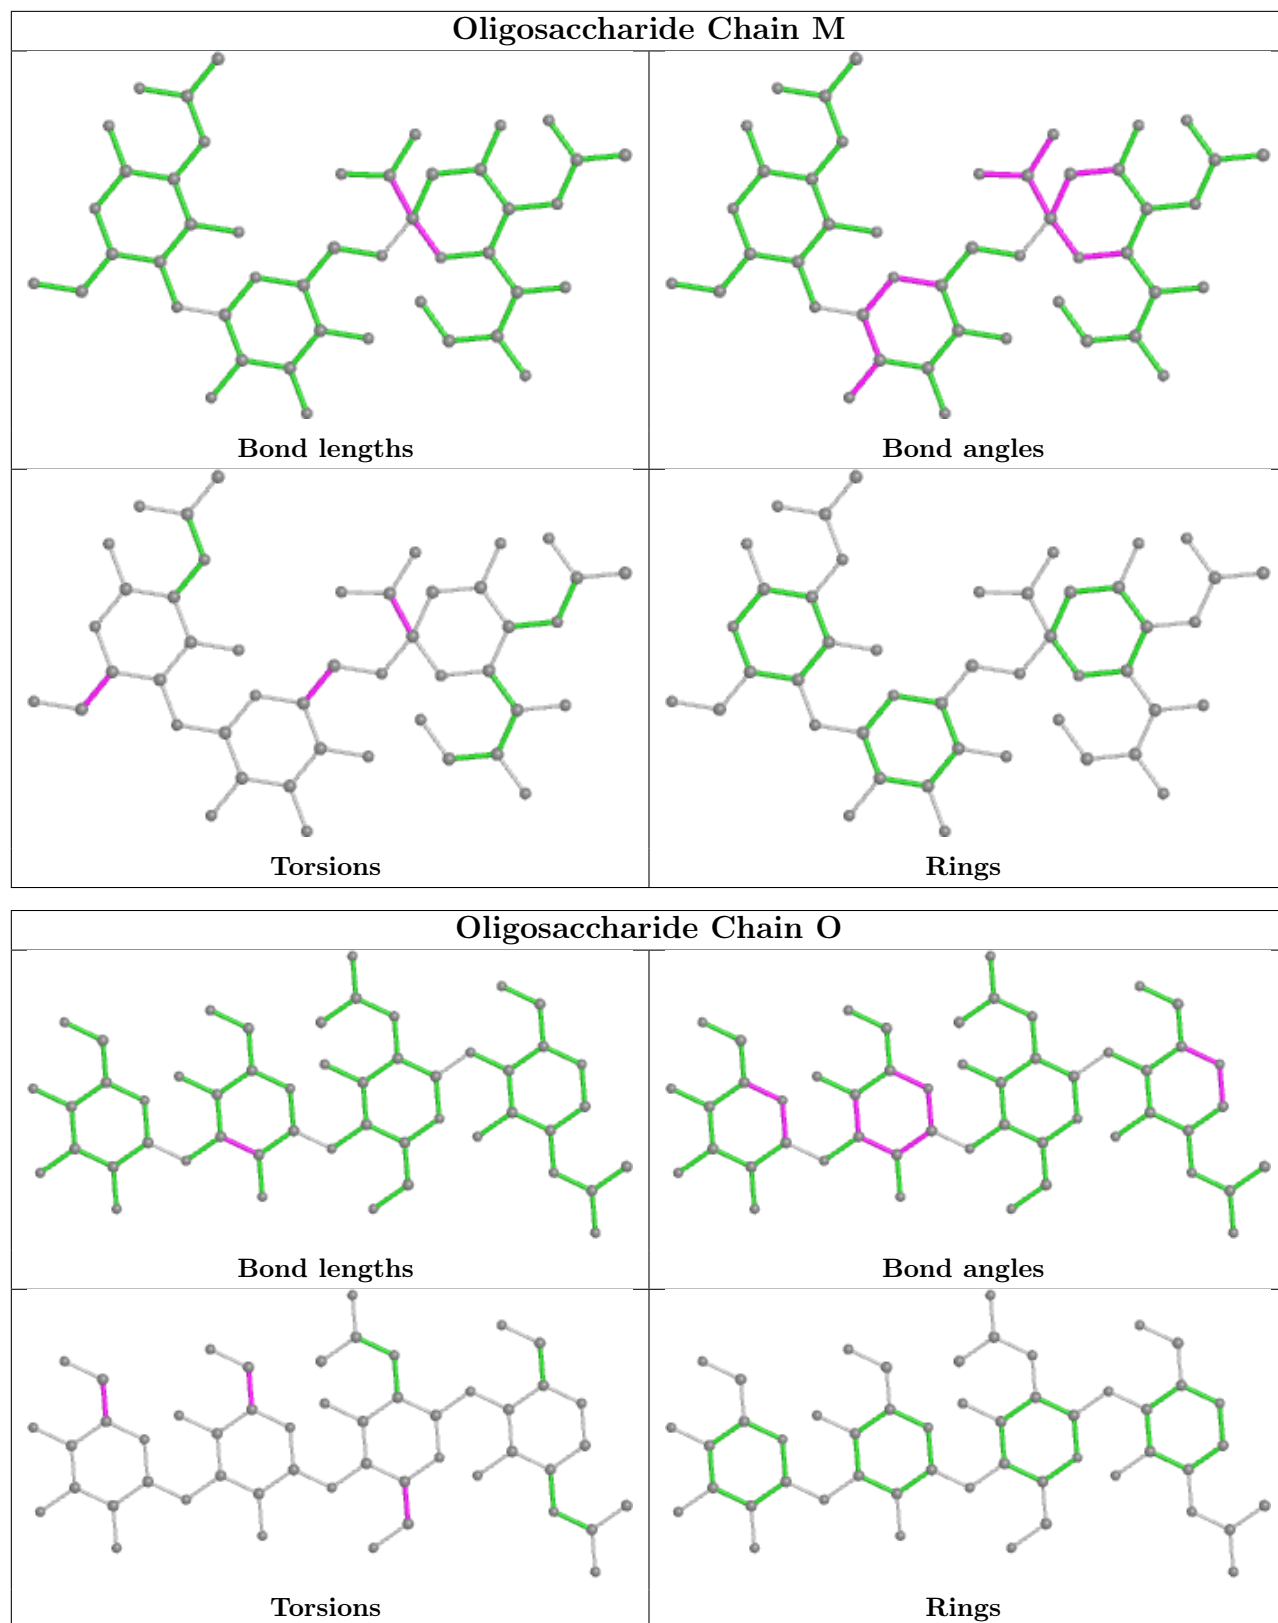 Oligosaccharide Chain M
Bond lengths
Bond angles
Torsions
Rings
Oligosaccharide Chain O
Bond lengths
Bond angles
Torsions
Rings